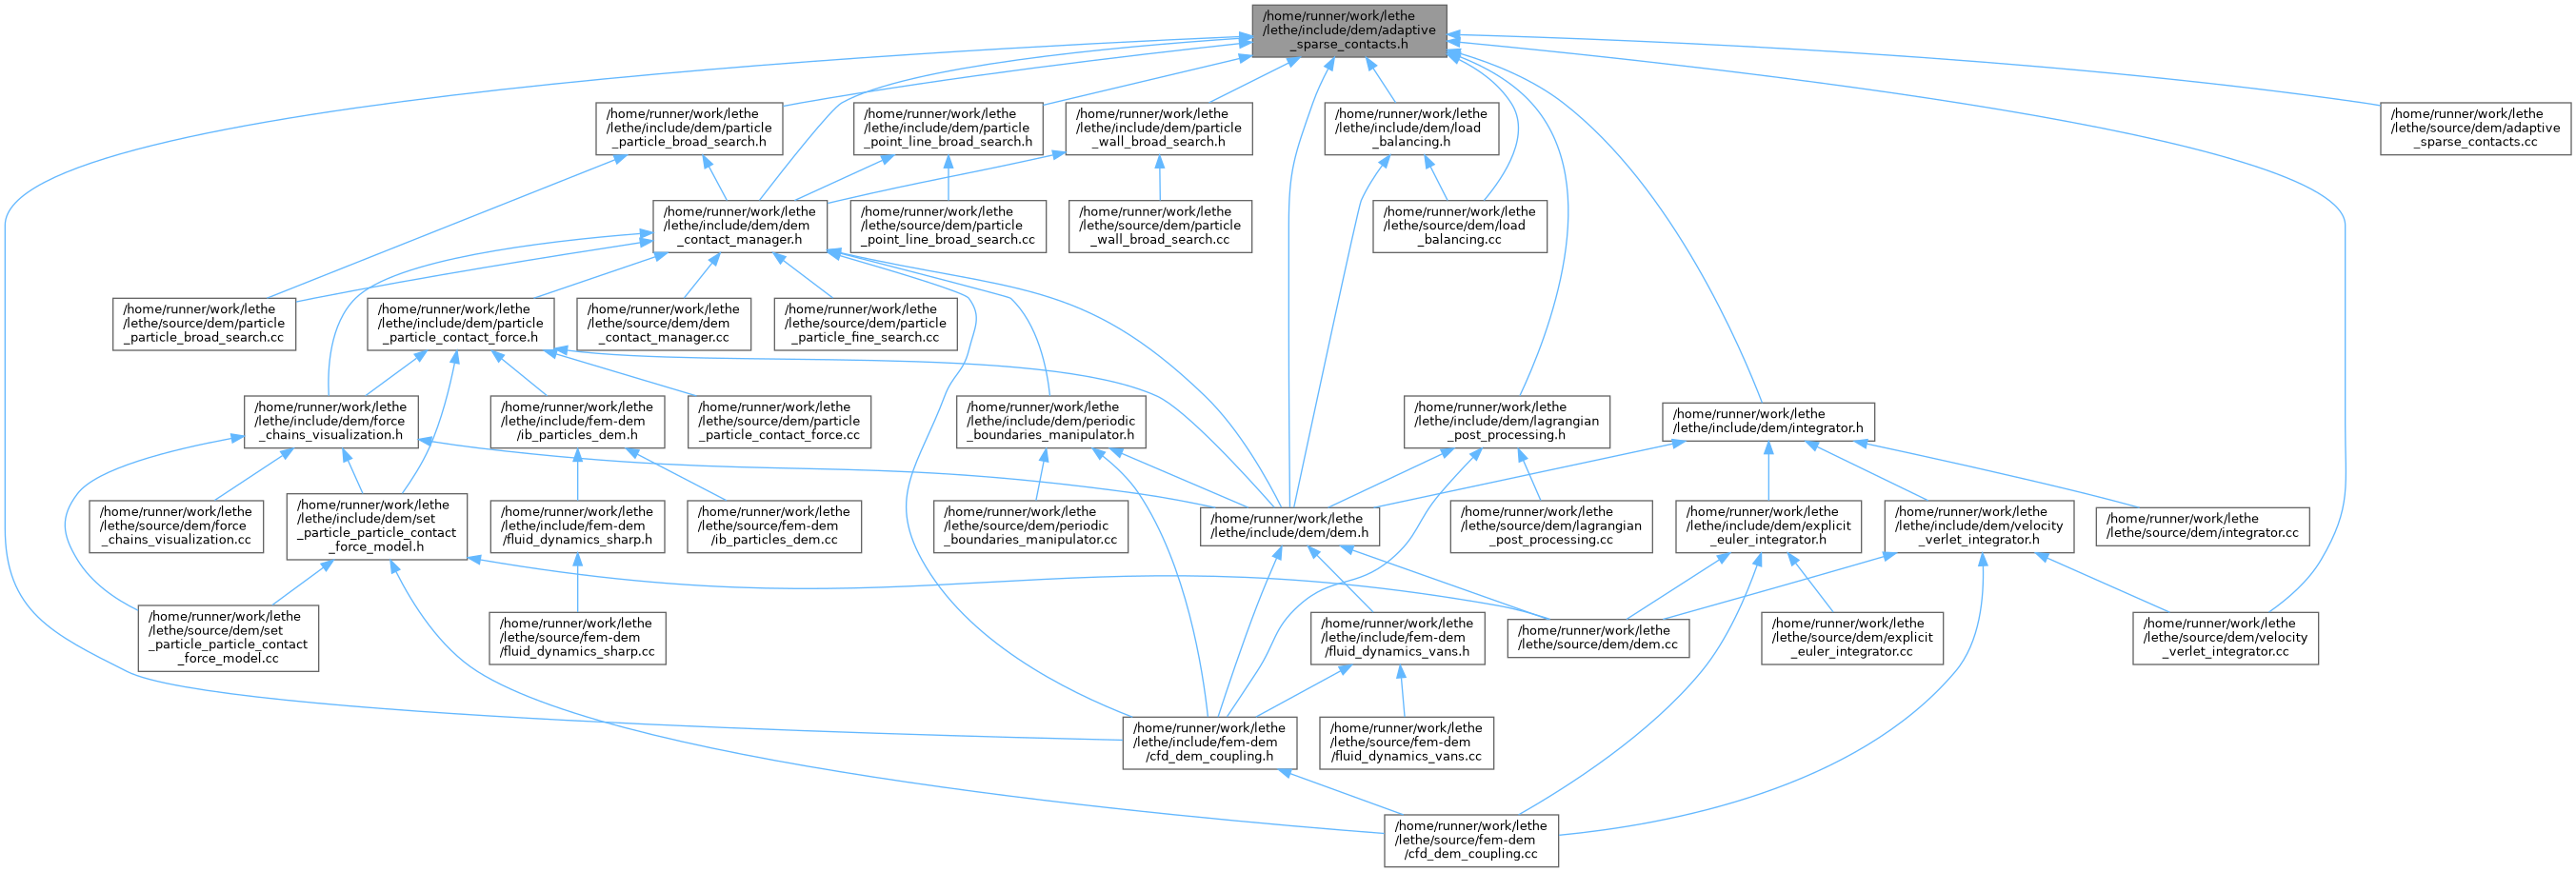 /home/runner/work/lethe
/lethe/include/dem/adaptive
_sparse_contacts.h
/home/runner/work/lethe
/lethe/include/dem/particle
_particle_broad_search.h
/home/runner/work/lethe
/lethe/include/dem/particle
_point_line_broad_search.h
/home/runner/work/lethe
/lethe/include/dem/particle
_wall_broad_search.h
/home/runner/work/lethe
/lethe/include/dem/load
_balancing.h
/home/runner/work/lethe
/lethe/source/dem/adaptive
_sparse_contacts.cc
/home/runner/work/lethe
/lethe/include/dem/dem
_contact_manager.h
/home/runner/work/lethe
/lethe/source/dem/particle
_point_line_broad_search.cc
/home/runner/work/lethe
/lethe/source/dem/particle
_wall_broad_search.cc
/home/runner/work/lethe
/lethe/source/dem/load
_balancing.cc
/home/runner/work/lethe
/lethe/source/dem/particle
_particle_broad_search.cc
/home/runner/work/lethe
/lethe/include/dem/particle
_particle_contact_force.h
/home/runner/work/lethe
/lethe/source/dem/dem
_contact_manager.cc
/home/runner/work/lethe
/lethe/source/dem/particle
_particle_fine_search.cc
/home/runner/work/lethe
/lethe/include/dem/force
_chains_visualization.h
/home/runner/work/lethe
/lethe/include/fem-dem
/ib_particles_dem.h
/home/runner/work/lethe
/lethe/source/dem/particle
_particle_contact_force.cc
/home/runner/work/lethe
/lethe/include/dem/periodic
_boundaries_manipulator.h
/home/runner/work/lethe
/lethe/include/dem/lagrangian
_post_processing.h
/home/runner/work/lethe
/lethe/include/dem/integrator.h
/home/runner/work/lethe
/lethe/source/dem/force
_chains_visualization.cc
/home/runner/work/lethe
/lethe/include/dem/set
_particle_particle_contact
_force_model.h
/home/runner/work/lethe
/lethe/include/fem-dem
/fluid_dynamics_sharp.h
/home/runner/work/lethe
/lethe/source/fem-dem
/ib_particles_dem.cc
/home/runner/work/lethe
/lethe/source/dem/periodic
_boundaries_manipulator.cc
/home/runner/work/lethe
/lethe/include/dem/dem.h
/home/runner/work/lethe
/lethe/source/dem/lagrangian
_post_processing.cc
/home/runner/work/lethe
/lethe/include/dem/explicit
_euler_integrator.h
/home/runner/work/lethe
/lethe/include/dem/velocity
_verlet_integrator.h
/home/runner/work/lethe
/lethe/source/dem/integrator.cc
/home/runner/work/lethe
/lethe/source/dem/set
_particle_particle_contact
_force_model.cc
/home/runner/work/lethe
/lethe/source/fem-dem
/fluid_dynamics_sharp.cc
/home/runner/work/lethe
/lethe/include/fem-dem
/fluid_dynamics_vans.h
/home/runner/work/lethe
/lethe/source/dem/dem.cc
/home/runner/work/lethe
/lethe/source/dem/explicit
_euler_integrator.cc
/home/runner/work/lethe
/lethe/source/dem/velocity
_verlet_integrator.cc
/home/runner/work/lethe
/lethe/include/fem-dem
/cfd_dem_coupling.h
/home/runner/work/lethe
/lethe/source/fem-dem
/fluid_dynamics_vans.cc
/home/runner/work/lethe
/lethe/source/fem-dem
/cfd_dem_coupling.cc